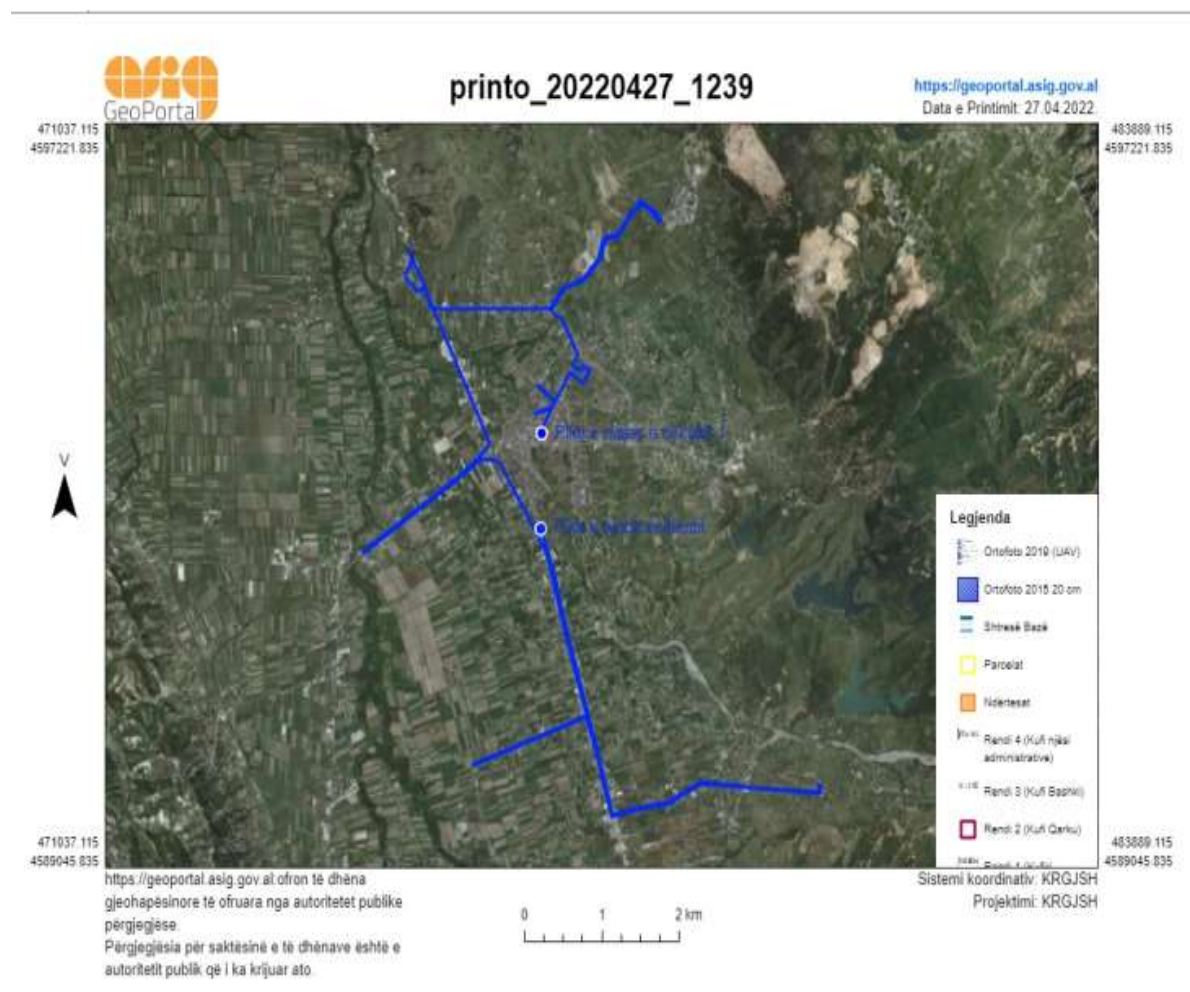 asig
GeoPortal
printo_20220427_1239
https://geoportal.asig.gov.al
Data e Printimit: 27.04.2022.
471037.115
4597221.835
483889.115
4597221.835
V
Legjenda
Ortofoto 2019 (UAV)
Ortofoto 2015 20 cm
Shtresë Bazë
Parcelat
Ndërtesat
Rendi 4 (Kufi njësi
administrative)
Rendi 3 (Kufi Bashki)
Rendi 2 (Kufi Qarku)
471037.115
4589045.835
483889.115
4589045.835
https://geoportal.asig.gov.al ofron të dhëna
gjeohapësinore të ofruara nga autoritetet publike
përgjegjëse.
Përgjegjësia për saktësinë e të dhënave është e
autoritetit publik që i ka krijuar ato
0 1 2 km
Sistemi koordinativ: KRGJSH
Projektimi: KRGJSH